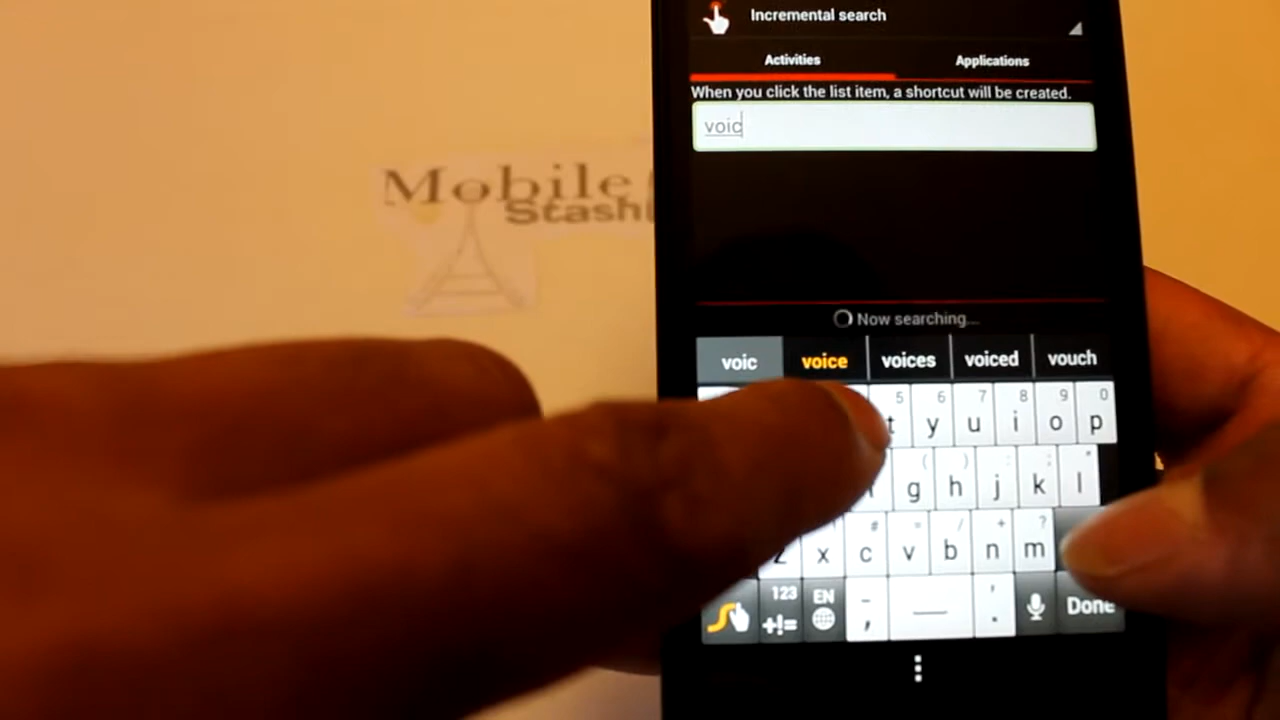 Incremental search
Activities Applications
When you click the list item, a shortcut will be created.
voic
Mobile
Stash
Now searching...
voic voice voices voiced vouch
5 6 7 8 9 0
t y u i o p
g h j k l
z x c v b n m
123 EN
+!= , . Done